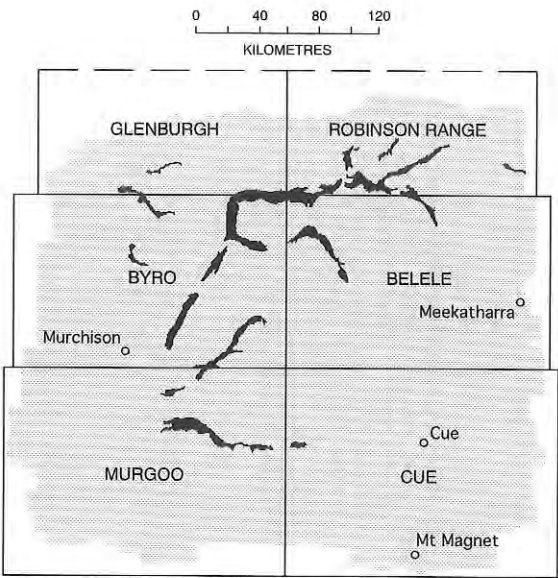 0 40 80 120
KILOMETRES
GLENBURGH ROBINSON RANGE
BYRO BELELE
Meekatharra
Murchison
Cue
MURGOO CUE
Mt Magnet